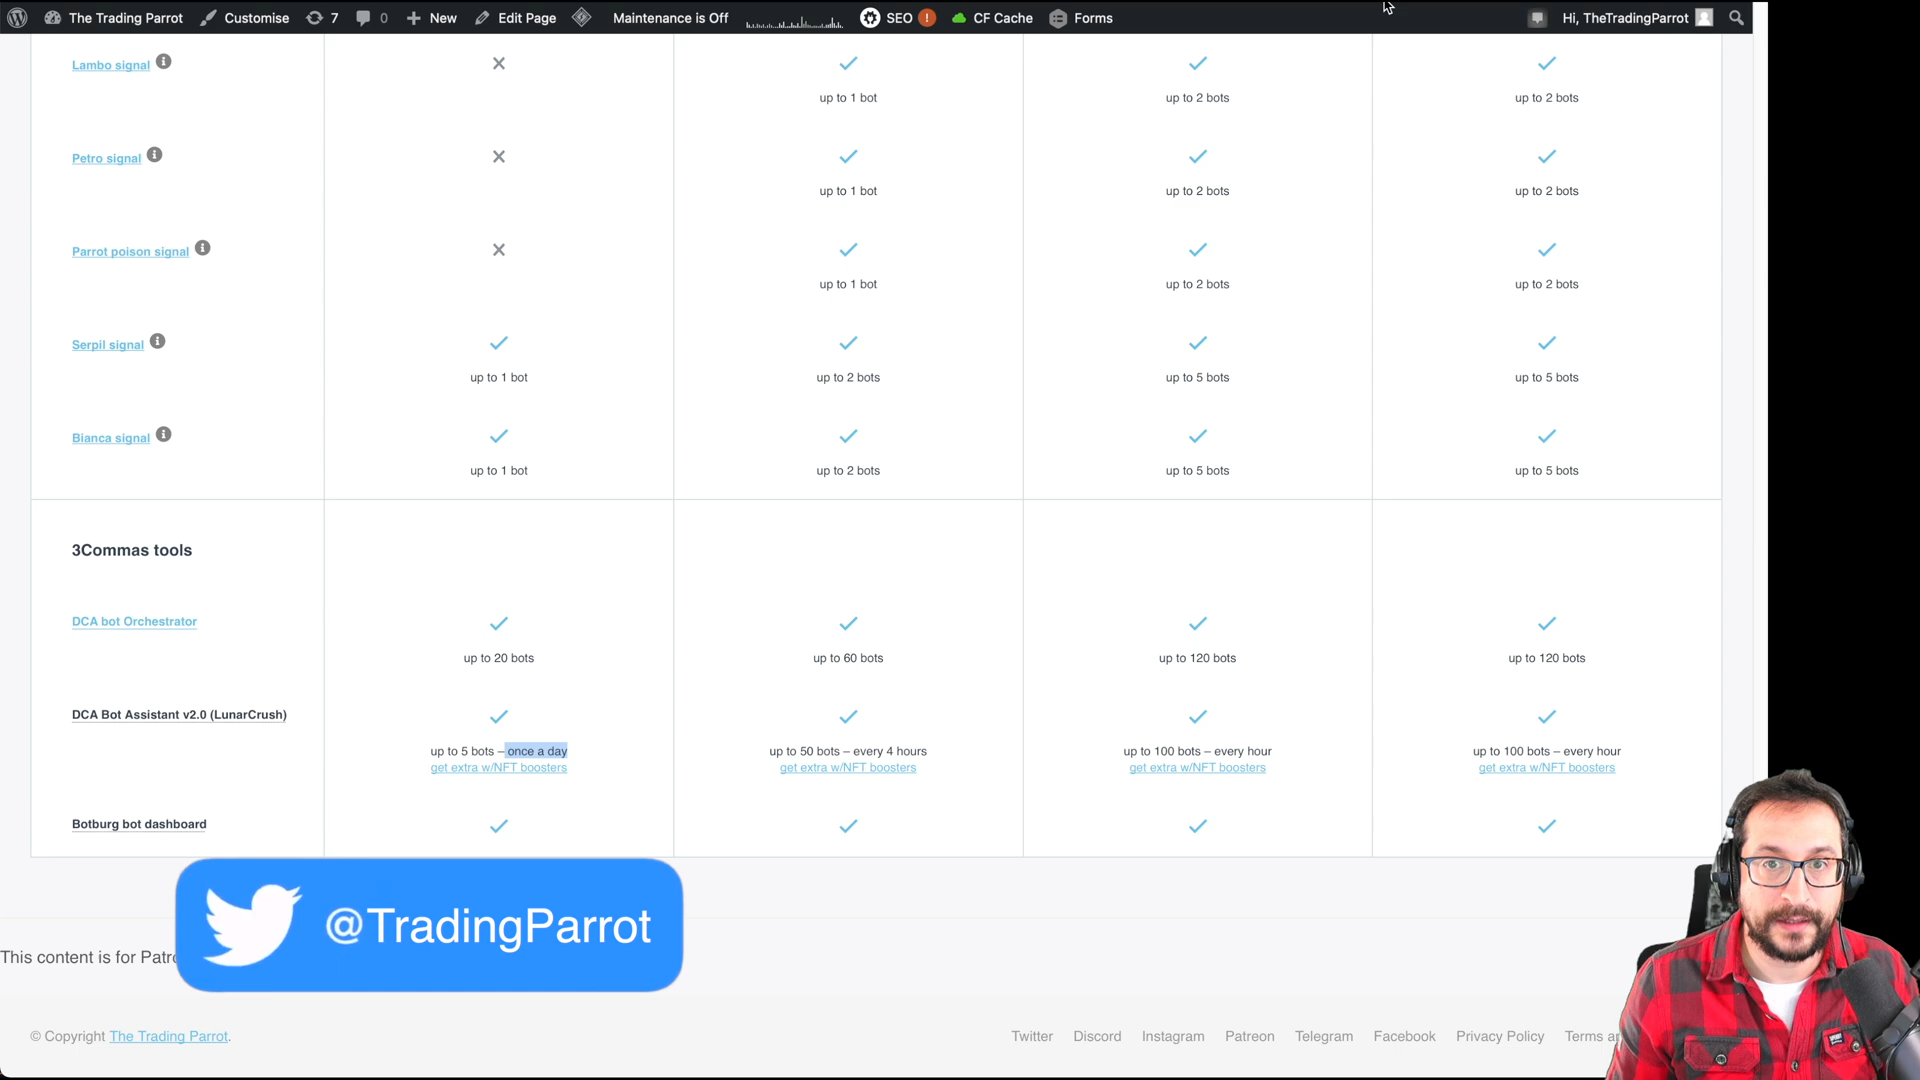 The Trading Parrot Customise 7 0 New Edit Page Maintenance is Off SEO ! CF Cache Forms Hi, TheTradingParrot
Lambo signal
up to 1 bot up to 2 bots up to 2 bots
Petro signal
up to 1 bot up to 2 bots up to 2 bots
Parrot poison signal
up to 1 bot up to 2 bots up to 2 bots
Serpil signal
up to 1 bot up to 2 bots up to 5 bots up to 5 bots
Bianca signal
up to 1 bot up to 2 bots up to 5 bots up to 5 bots
3Commas tools
DCA bot Orchestrator
up to 20 bots up to 60 bots up to 120 bots up to 120 bots
DCA Bot Assistant v2.0 (LunarCrush)
up to 5 bots – once a day up to 50 bots – every 4 hours up to 100 bots – every hour up to 100 bots – every hour
get extra w/NFT boosters get extra w/NFT boosters get extra w/NFT boosters get extra w/NFT boosters
Botburg bot dashboard
@TradingParrot
This content is for
© Copyright The Trading Parrot. Twitter Discord Instagram Patreon Telegram Facebook Privacy Policy Terms